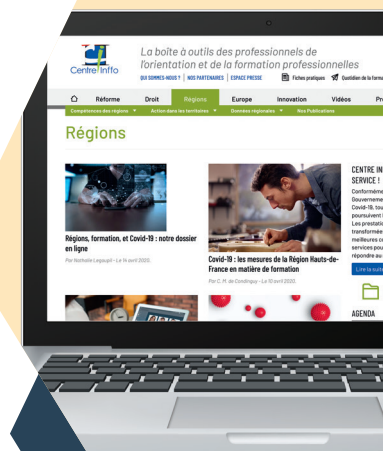 Centre Inffo
La boîte à outils des professionnels de
l'orientation et de la formation professionnelles
QUI SOMMES-NOUS ? | NOS PARTENAIRES | ESPACE PRESSE
Fiches pratiques
Quotidien de la forma
Réforme Droit Régions Europe Innovation Vidéos Pr
Compétences des régions Action dans les territoires Données régionales Nos Publications
Régions
Régions, formation, et Covid-19 : notre dossier
en ligne
Par Nathalie Legoupil - Le 14 avril 2020.
Covid-19 : les mesures de la Région Hauts-de-
France en matière de formation
Par C. M. de Condinguy - Le 10 avril 2020.
CENTRE IN
SERVICE !
Conformémen
Gouverneme
Covid-19, tou
poursuivent
Les prestatio
transformée
meilleures co
services pou
répondre au
Lire la suite
AGENDA